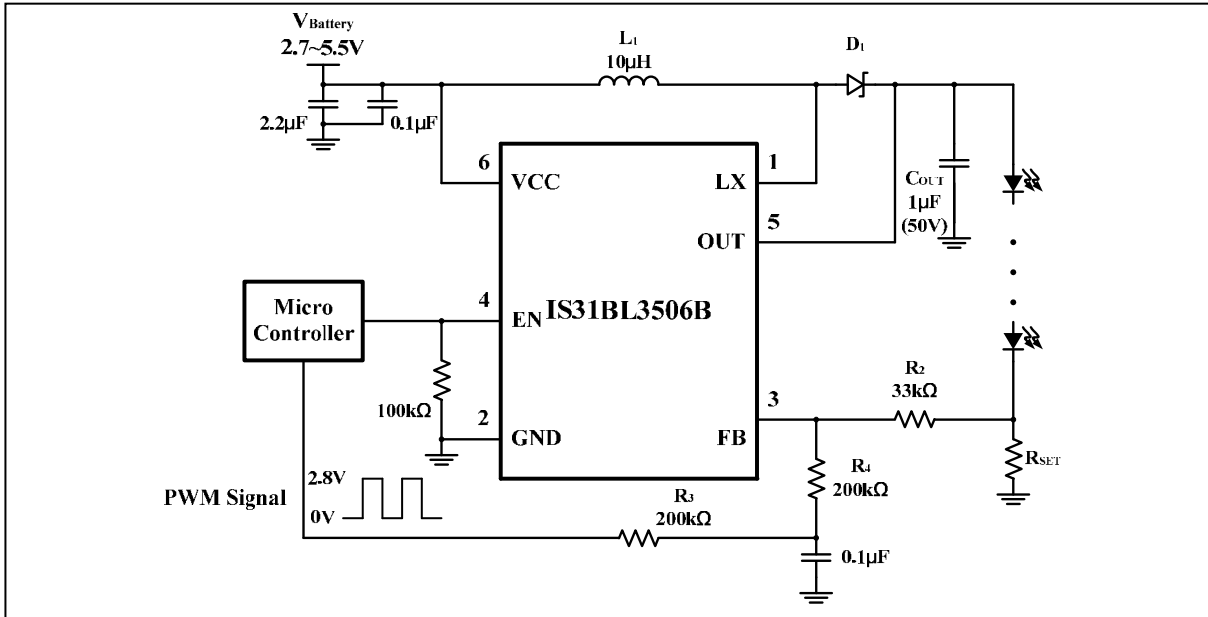 VBattery
2.7~5.5V
L1
10µH
D1
2.2µF
0.1µF
6
VCC
1
LX
COUT
1µF
(50V)
5
OUT
Micro
Controller
4
EN
IS31BL3506B
100kΩ
2
GND
3
FB
R2
33kΩ
RSET
R4
200kΩ
PWM Signal
2.8V
0V
R3
200kΩ
0.1µF